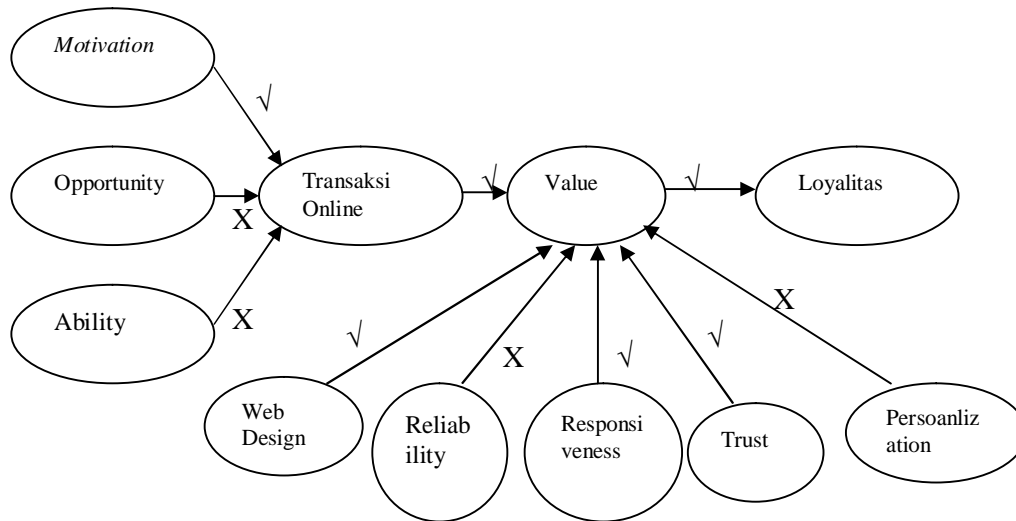 Motivation
√
Opportunity
X
Transaksi
Online
√
Value
√
Loyalitas
Ability
X
√
X
√
√
X
Web
Design
Reliab
ility
Responsi
veness
Trust
Persoanliz
ation